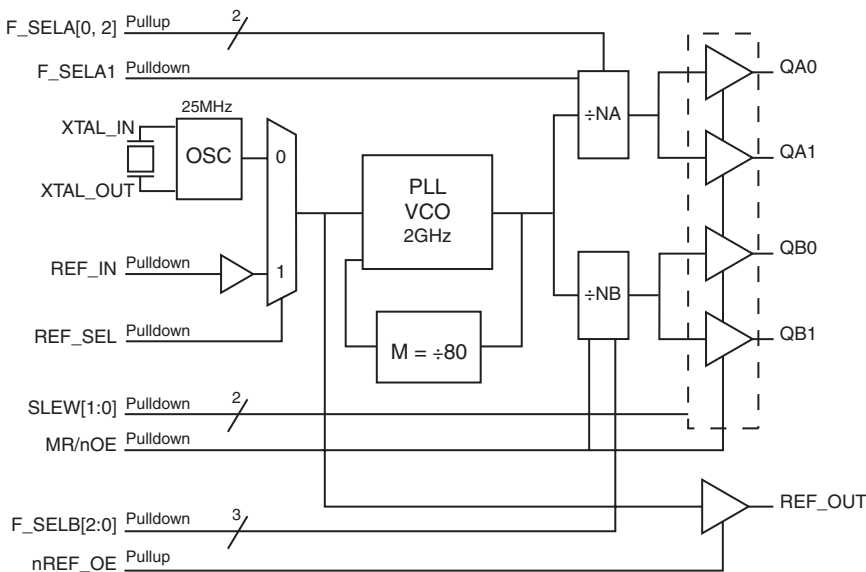 F_SELA[0, 2] Pullup 2
F_SELA1 Pulldown
25MHz
XTAL_IN
OSC
XTAL_OUT
0
REF_IN Pulldown
1
REF_SEL Pulldown
PLL
VCO
2GHz
M = ÷80
÷NA
÷NB
QA0
QA1
QB0
QB1
SLEW[1:0] Pulldown 2
MR/nOE Pulldown
REF_OUT
F_SELB[2:0] Pulldown 3
nREF_OE Pullup